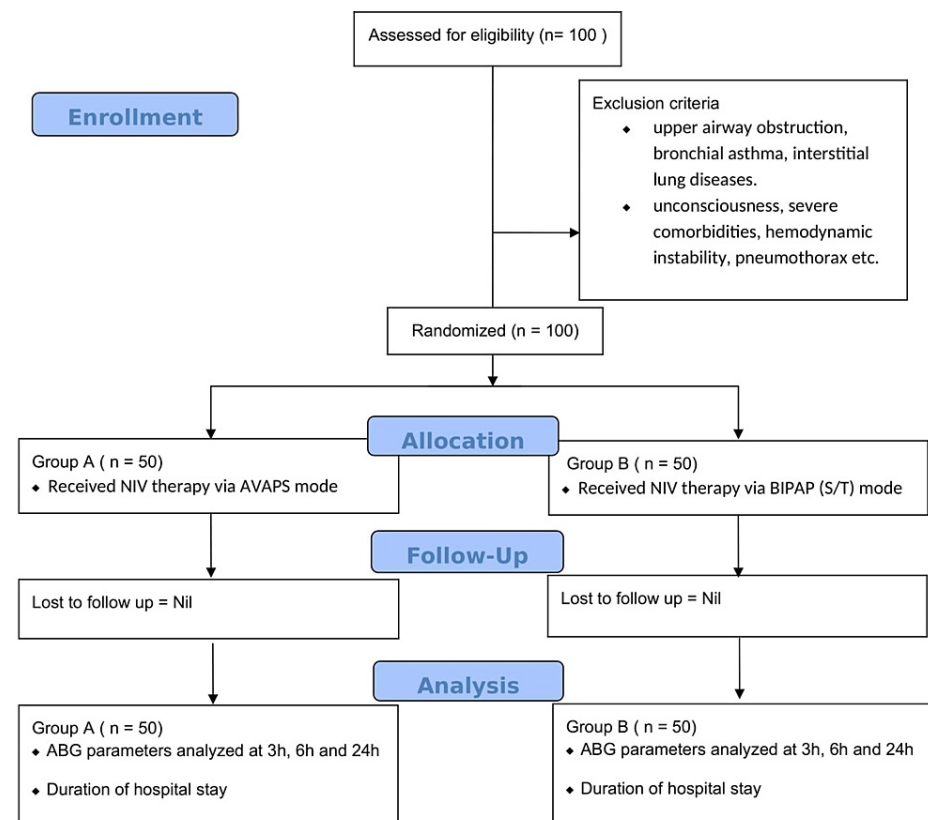 Assessed for eligibility (n= 100 )
Enrollment
Exclusion criteria
◆ upper airway obstruction,
bronchial asthma, interstitial
lung diseases.
◆ unconsciousness, severe
comorbidities, hemodynamic
instability, pneumothorax etc.
Randomized (n = 100)
Allocation
Group A ( n = 50)
◆ Received NIV therapy via AVAPS mode
Group B ( n = 50)
◆ Received NIV therapy via BIPAP (S/T) mode
Follow-Up
Lost to follow up = Nil
Lost to follow up = Nil
Analysis
Group A ( n = 50)
◆ ABG parameters analyzed at 3h, 6h and 24h
◆ Duration of hospital stay
Group B ( n = 50)
◆ ABG parameters analyzed at 3h, 6h and 24h
◆ Duration of hospital stay